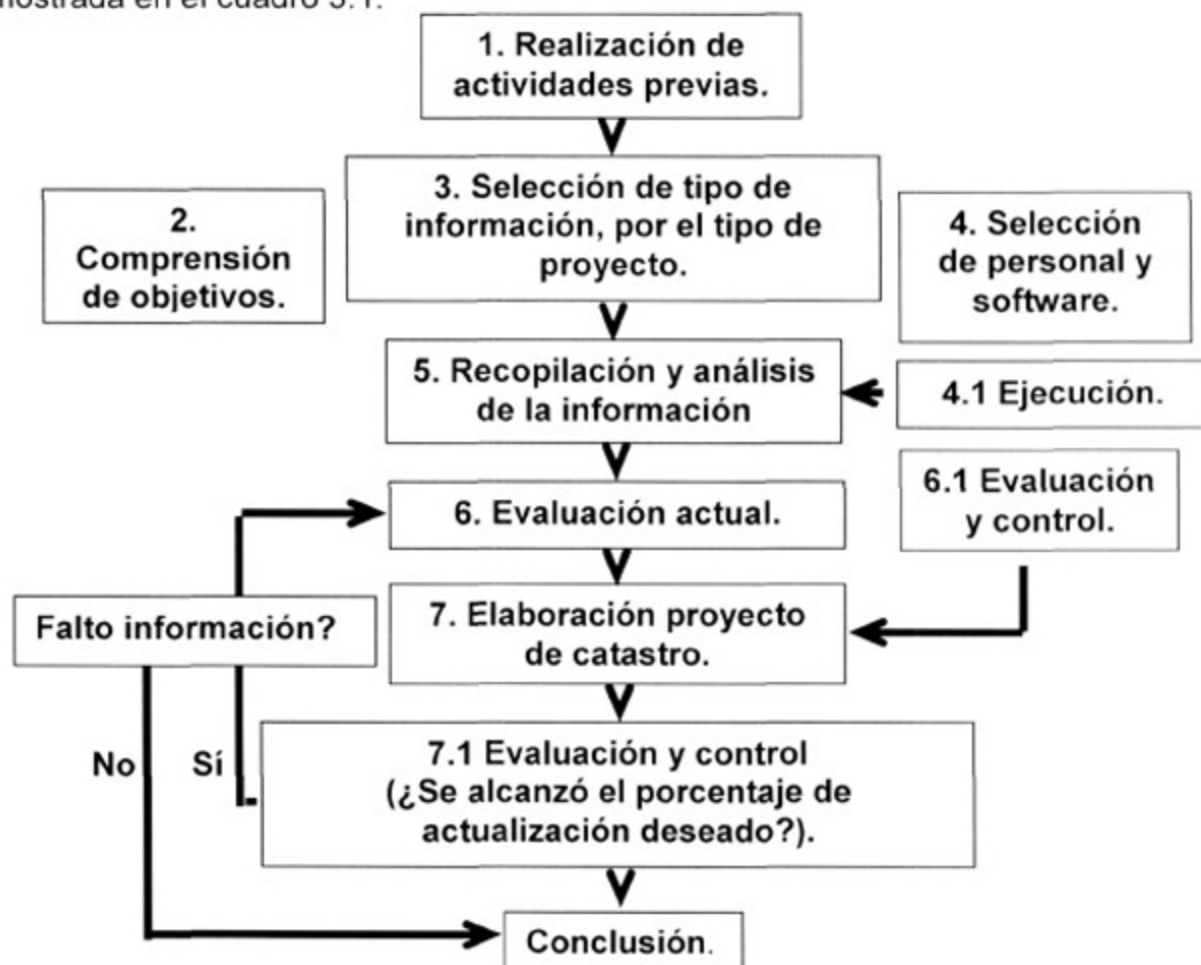 mostrada en el cuadro 3.1.
1. Realización de
actividades previas.
2.
Comprensión
de objetivos.
3. Selección de tipo de
información, por el tipo de
proyecto.
4. Selección
de personal y
software.
5. Recopilación y análisis
de la información
4.1 Ejecución.
6. Evaluación actual.
6.1 Evaluación
y control.
Falto información?
7. Elaboración proyecto
de catastro.
No
Sí
7.1 Evaluación y control
(¿Se alcanzó el porcentaje de
actualización deseado?).
Conclusión.